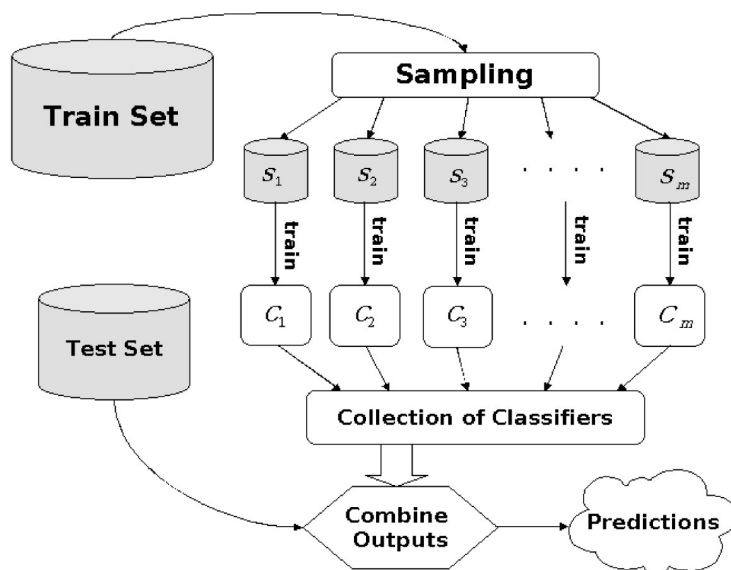 Sampling
Train Set
S1 S2 S3 . . . . Sm
train train train train train
C1 C2 C3 . . . . Cm
Test Set
Collection of Classifiers
Combine
Outputs
Predictions